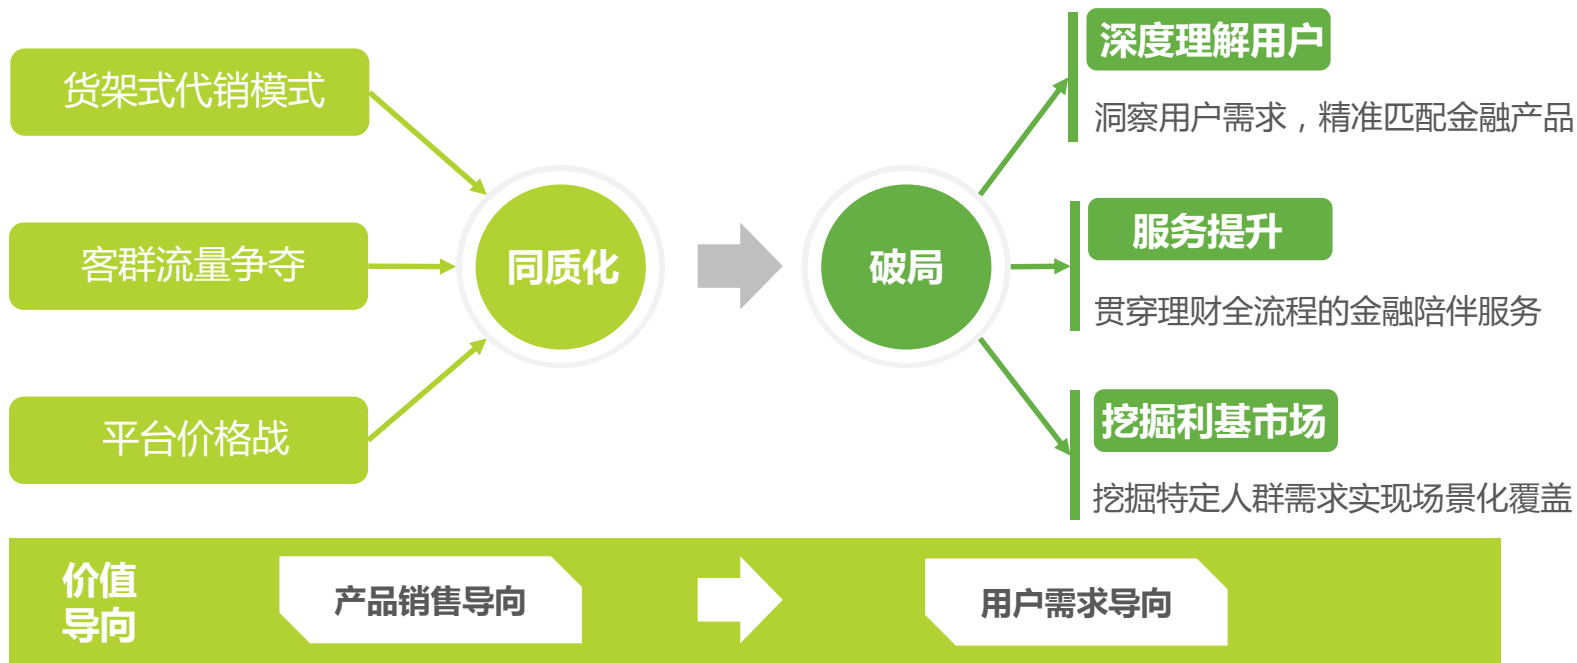 货架式代销模式
客群流量争夺
平台价格战
同质化
破局
深度理解用户
洞察用户需求，精准匹配金融产品
服务提升
贯穿理财全流程的金融陪伴服务
挖掘利基市场
挖掘特定人群需求实现场景化覆盖
价值
导向
产品销售导向
用户需求导向